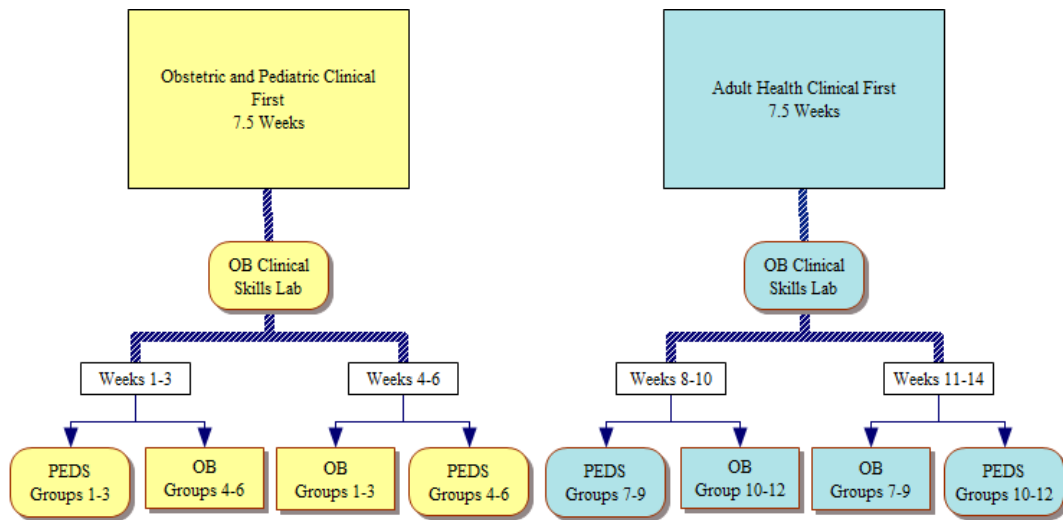 Obstetric and Pediatric Clinical
First
7.5 Weeks
Adult Health Clinical First
7.5 Weeks
OB Clinical
Skills Lab
OB Clinical
Skills Lab
Weeks 1-3
Weeks 4-6
Weeks 8-10
Weeks 11-14
PEDS
Groups 1-3
OB
Groups 4-6
OB
Groups 1-3
PEDS
Groups 4-6
PEDS
Groups 7-9
OB
Group 10-12
OB
Groups 7-9
PEDS
Groups 10-12